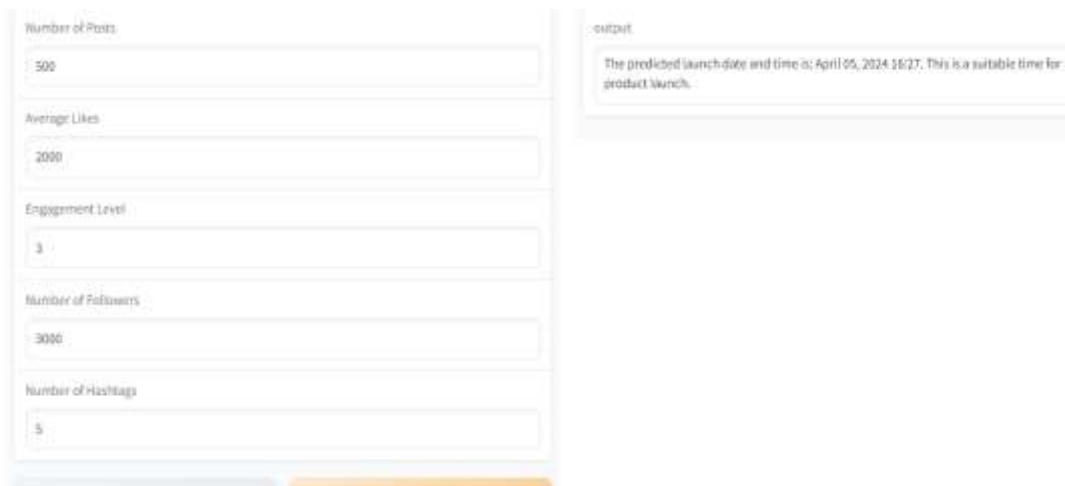 Number of Posts
500
Average Likes
2000
Engagement Level
3
Number of Followers
3000
Number of Hashtags
5
output
The predicted launch date and time is: April 05, 2024 16:27. This is a suitable time for
product launch.